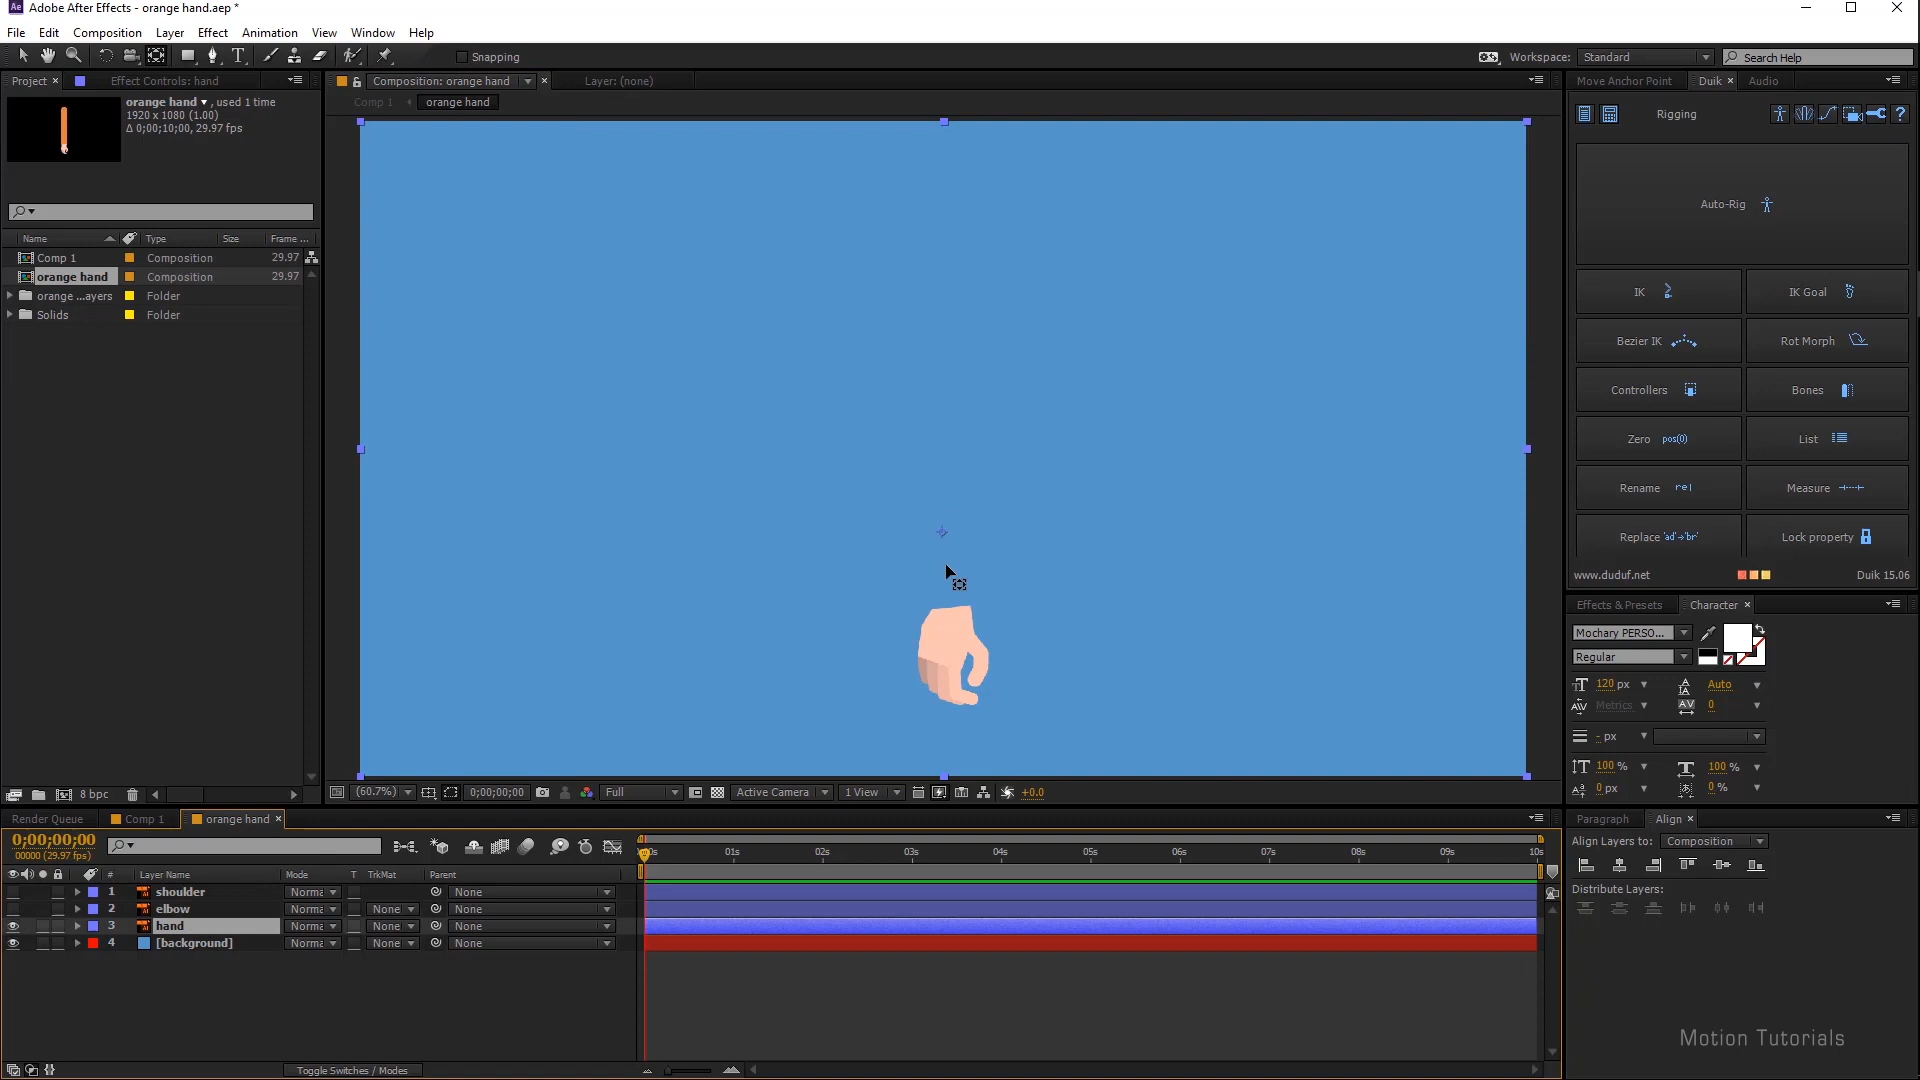 Adobe After Effects - orange hand.aep *
File Edit Composition Layer Effect Animation View Window Help
Snapping
Workspace: Standard
Search Help
Project × Effect Controls: hand
orange hand ▾ , used 1 time
1920 x 1080 (1.00)
Δ 0;00;10;00, 29.97 fps
Name Type Size Frame ...
Comp 1 Composition 29.97
orange hand Composition 29.97
orange ...ayers Folder
Solids Folder
8 bpc
Composition: orange hand
Layer: (none)
Comp 1 orange hand
(60.7%) 0;00;00;00 Full Active Camera 1 View +0.0
Move Anchor Point Duik × Audio
Rigging
Auto-Rig
IK IK Goal
Bezier IK Rot Morph
Controllers Bones
Zero pos(0) List
Rename Measure
Replace 'ad'→'br' Lock property
www.duduf.net Duik 15.06
Effects & Presets Character ×
Mochary PERSO...
Regular
120 px Auto
Metrics 0
- px
100 % 100 %
0 px 0 %
Render Queue Comp 1 orange hand ×
0;00;00;00
00000 (29.97 fps)
01s 02s 03s 04s 05s 06s 07s 08s 09s 10s
# Layer Name Mode T TrkMat Parent
1 shoulder Norma None
2 elbow Norma None None
3 hand Norma None None
4 [background] Norma None None
Toggle Switches / Modes
Paragraph Align ×
Align Layers to: Composition
Distribute Layers:
Motion Tutorials